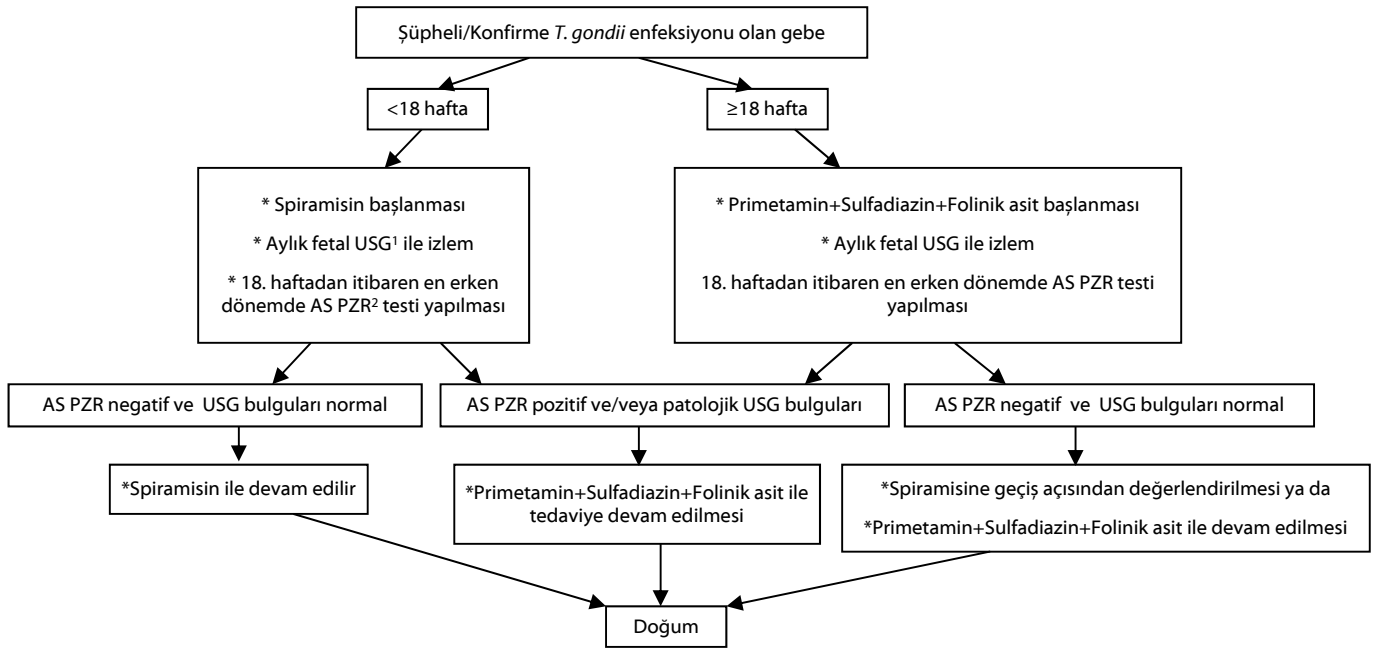 Şüpheli/Konfirme T. gondii enfeksiyonu olan gebe
<18 hafta
≥18 hafta
* Spiramisin başlanması
* Aylık fetal USG¹ ile izlem
* 18. haftadan itibaren en erken
dönemde AS PZR² testi yapılması
* Primetamin+Sulfadiazin+Folinik asit başlanması
* Aylık fetal USG ile izlem
18. haftadan itibaren en erken dönemde AS PZR testi
yapılması
AS PZR negatif ve USG bulguları normal
AS PZR pozitif ve/veya patolojik USG bulguları
AS PZR negatif ve USG bulguları normal
*Spiramisin ile devam edilir
*Primetamin+Sulfadiazin+Folinik asit ile
tedaviye devam edilmesi
*Spiramisine geçiş açısından değerlendirilmesi ya da
*Primetamin+Sulfadiazin+Folinik asit ile devam edilmesi
Doğum